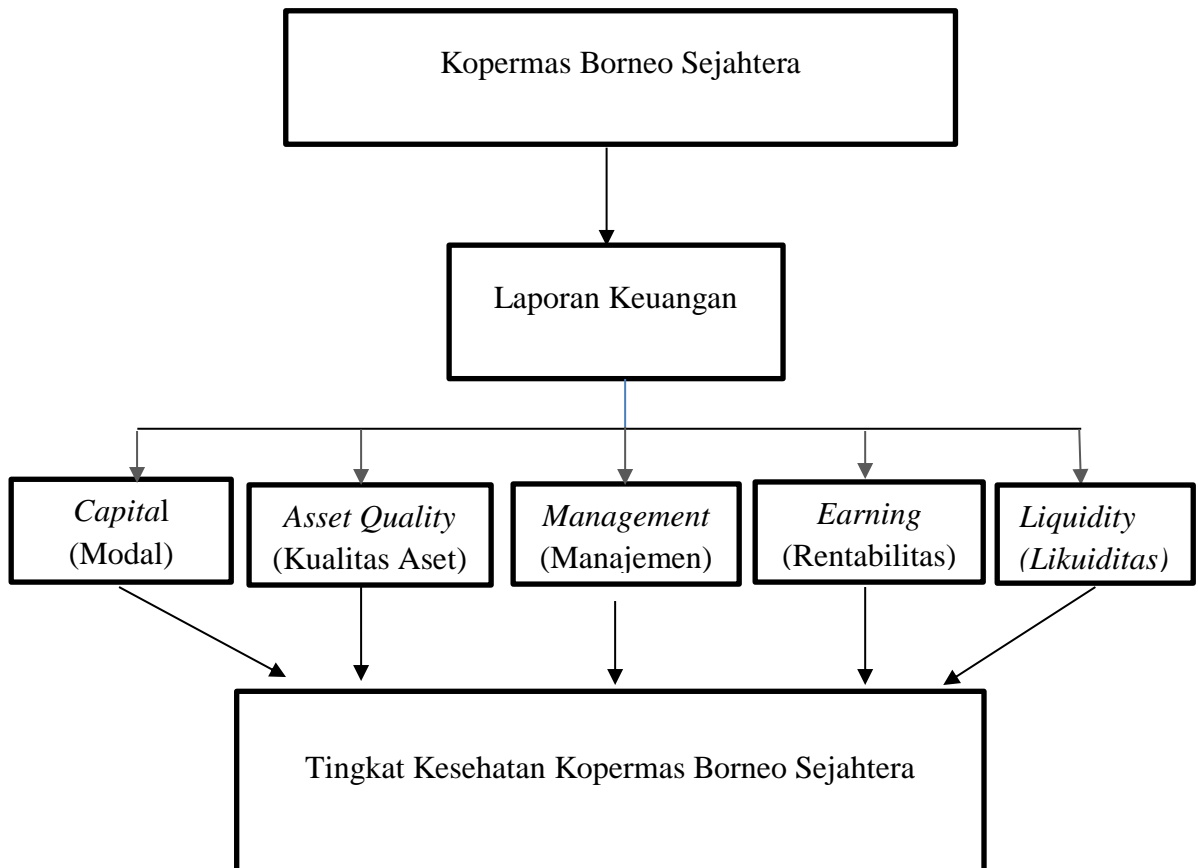 Kopermas Borneo Sejahtera
Laporan Keuangan
Capital
(Modal)
Asset Quality
(Kualitas Aset)
Management
(Manajemen)
Earning
(Rentabilitas)
Liquidity
(Likuiditas)
Tingkat Kesehatan Kopermas Borneo Sejahtera